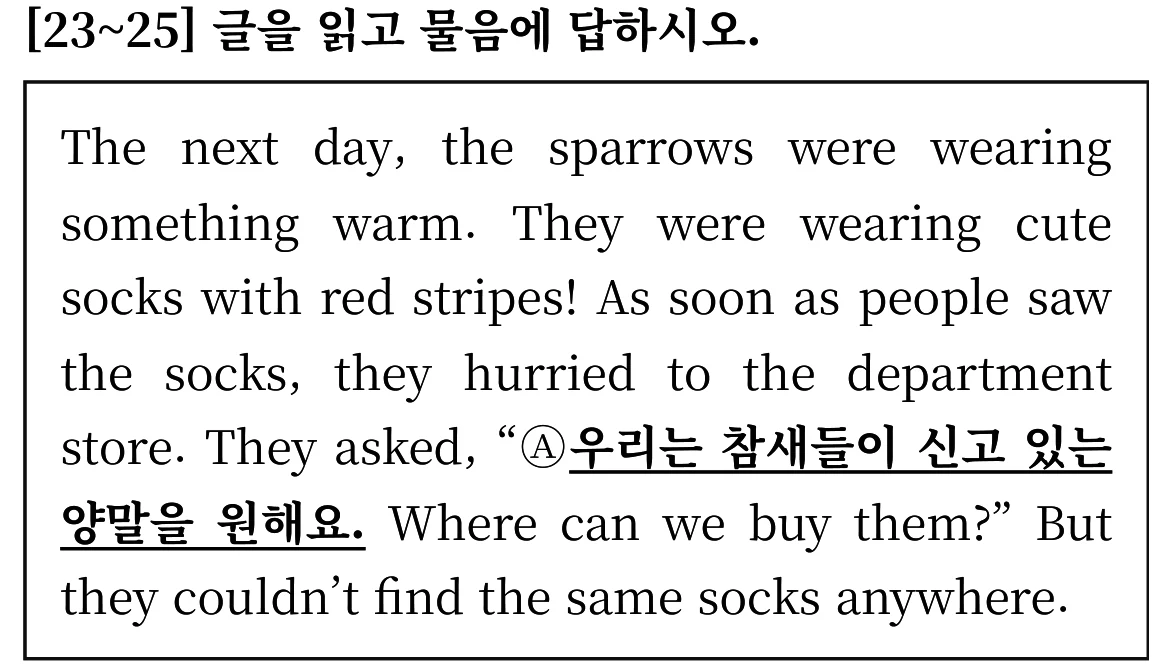 [23~25] 글을 읽고 물음에 답하시오.
The next day, the sparrows were wearing
something warm. They were wearing cute
socks with red stripes! As soon as people saw
the socks, they hurried to the department
store. They asked, “Ⓐ우리는 참새들이 신고 있는
양말을 원해요. Where can we buy them?” But
they couldn’t find the same socks anywhere.